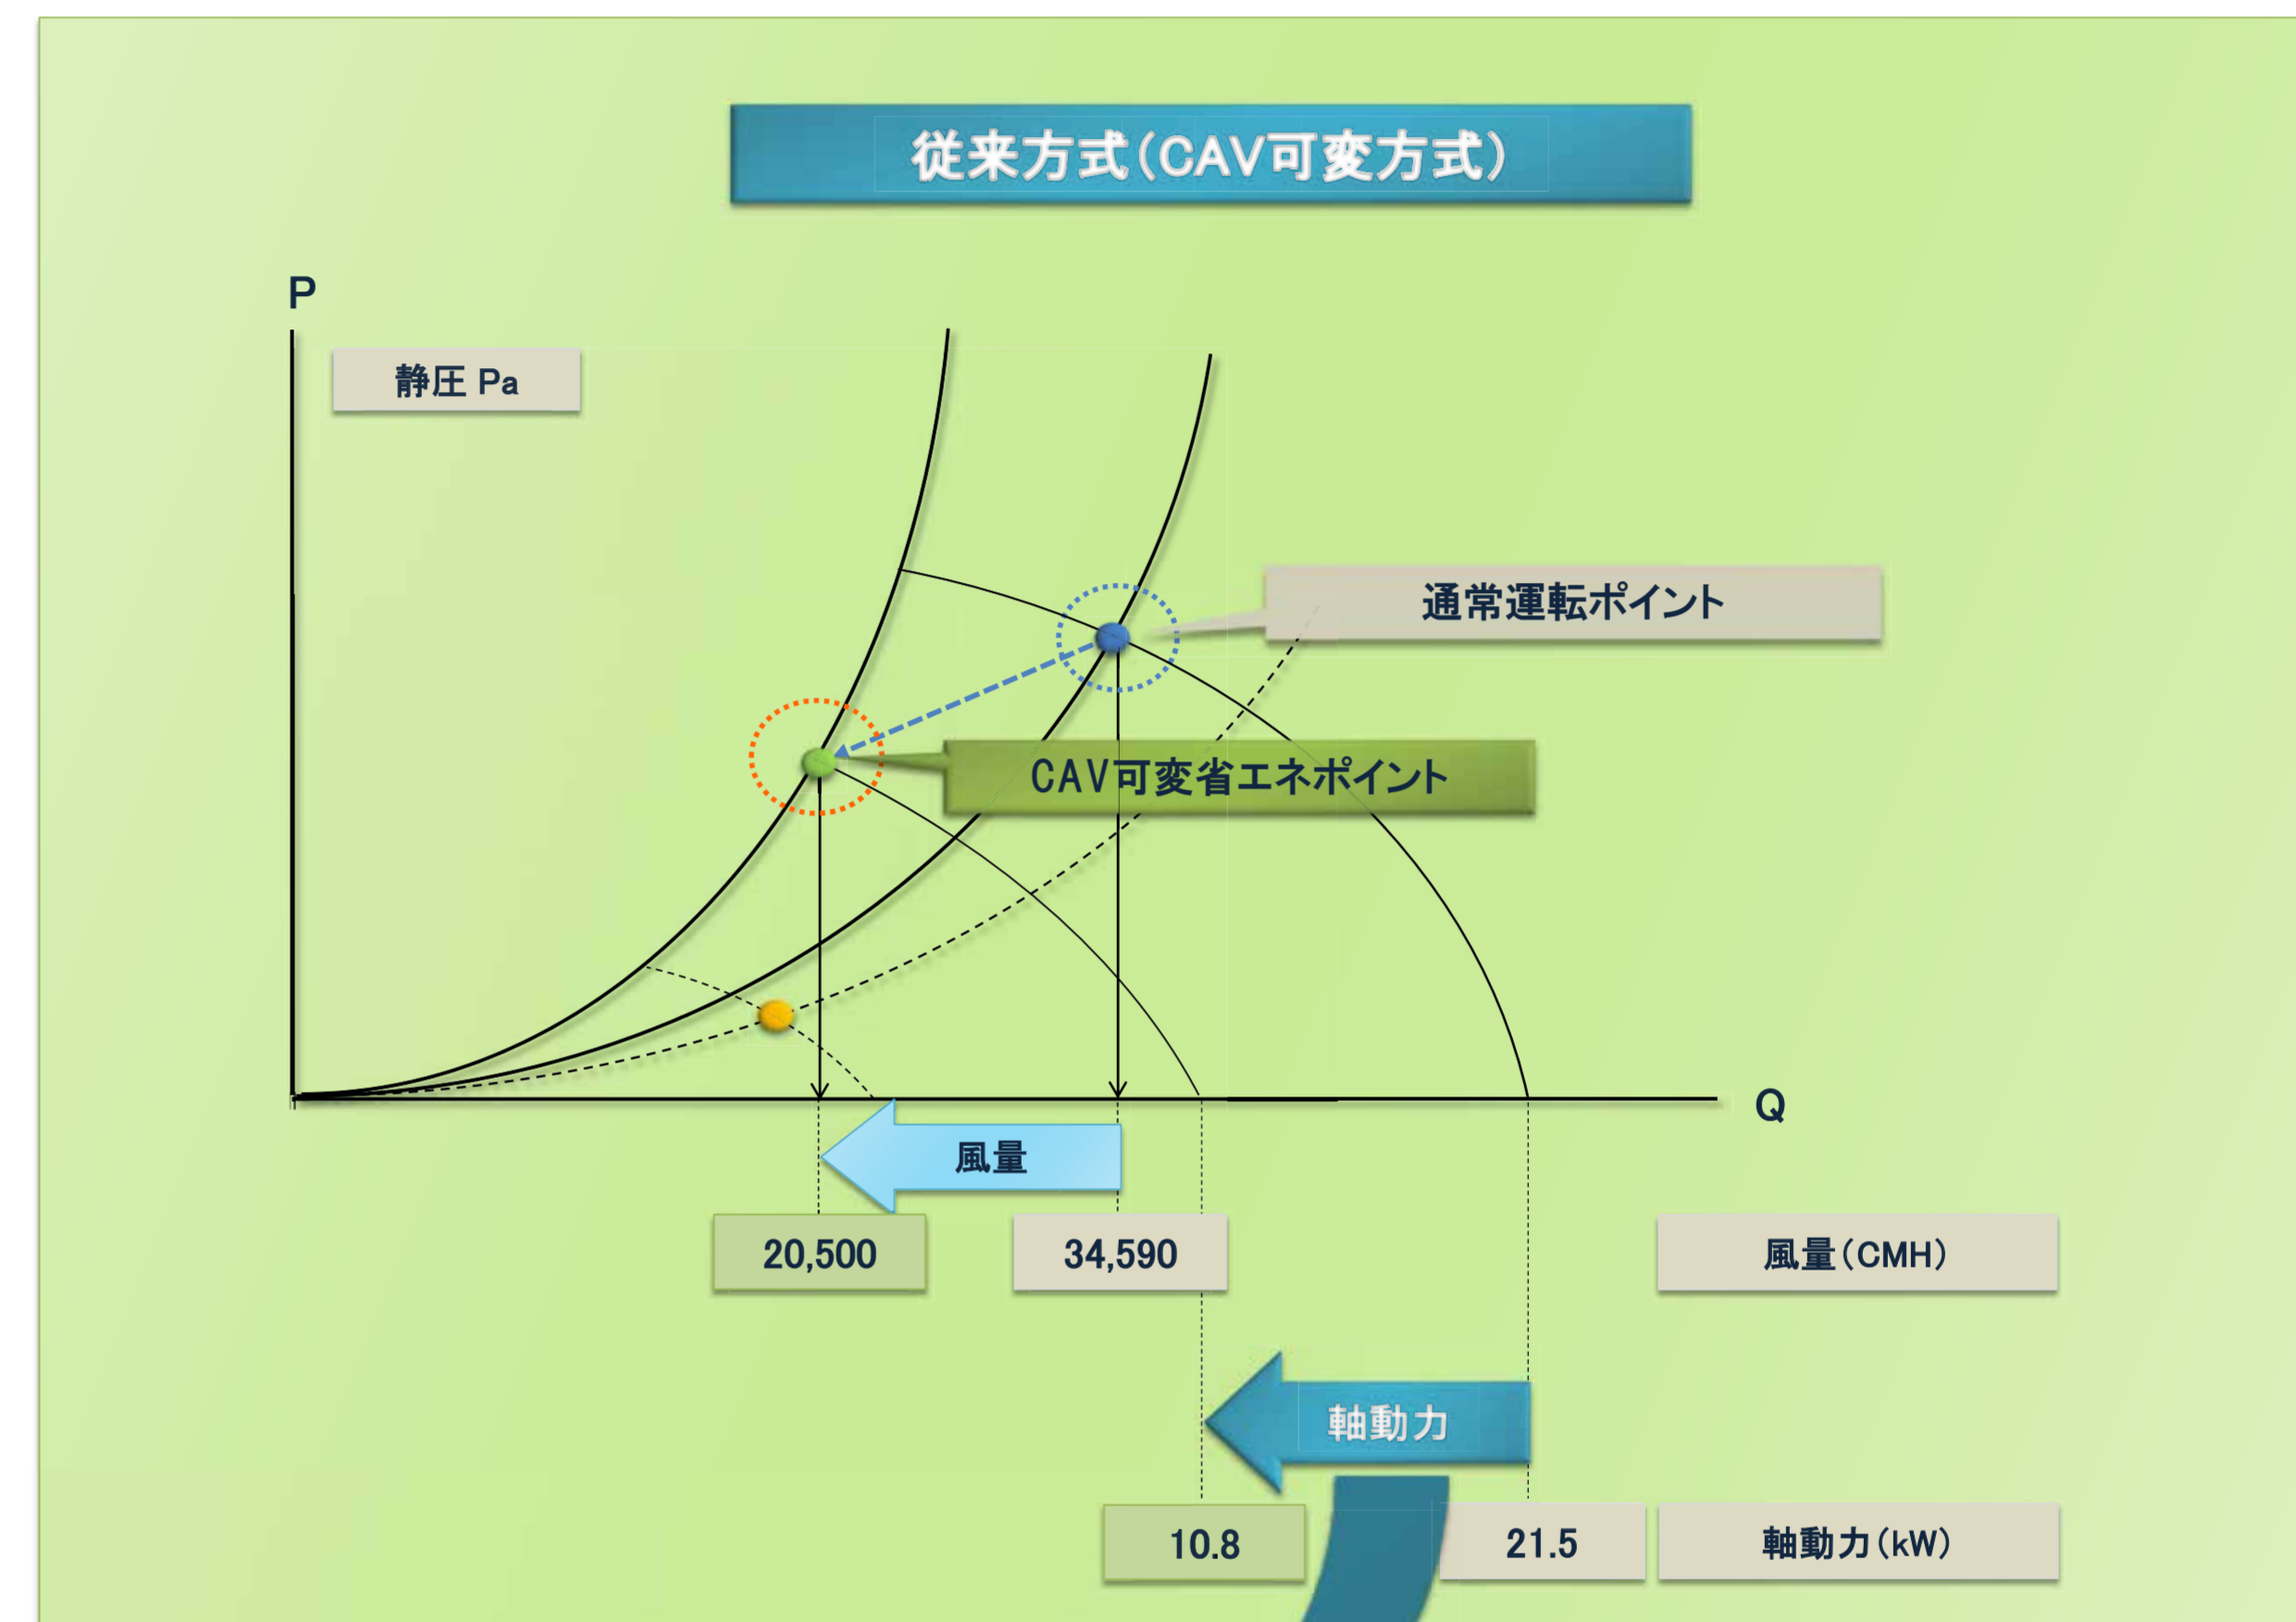 従来方式(CAV可変方式)
P
静圧 Pa
通常運転ポイント
CAV可変省エネポイント
Q
風量
20,500
34,590
風量(CMH)
軸動力
10.8
21.5
軸動力(kW)